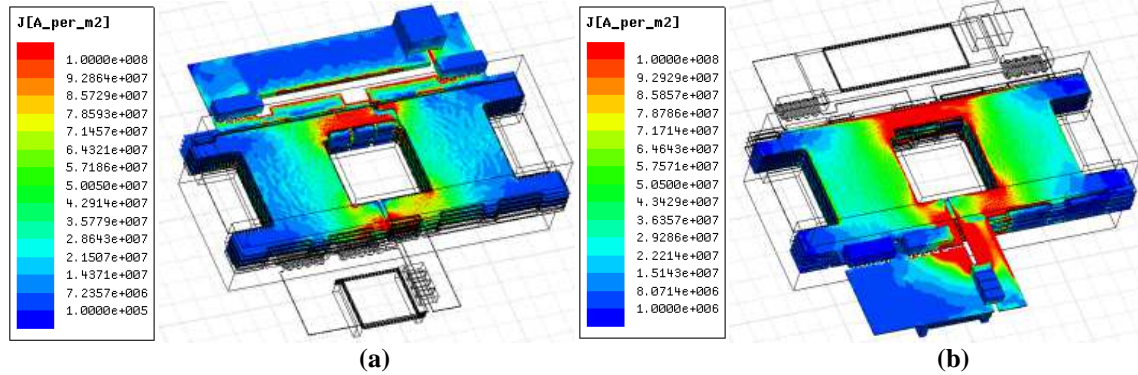 J[A_per_m2]
1.0000e+008
9.2864e+007
8.5729e+007
7.8593e+007
7.1457e+007
6.4321e+007
5.7186e+007
5.0050e+007
4.2914e+007
3.5779e+007
2.8643e+007
2.1507e+007
1.4371e+007
7.2357e+006
1.0000e+005
(a)
J[A_per_m2]
1.0000e+008
9.2929e+007
8.5857e+007
7.8786e+007
7.1714e+007
6.4643e+007
5.7571e+007
5.0500e+007
4.3429e+007
3.6357e+007
2.9286e+007
2.2214e+007
1.5143e+007
8.0714e+006
1.0000e+006
(b)